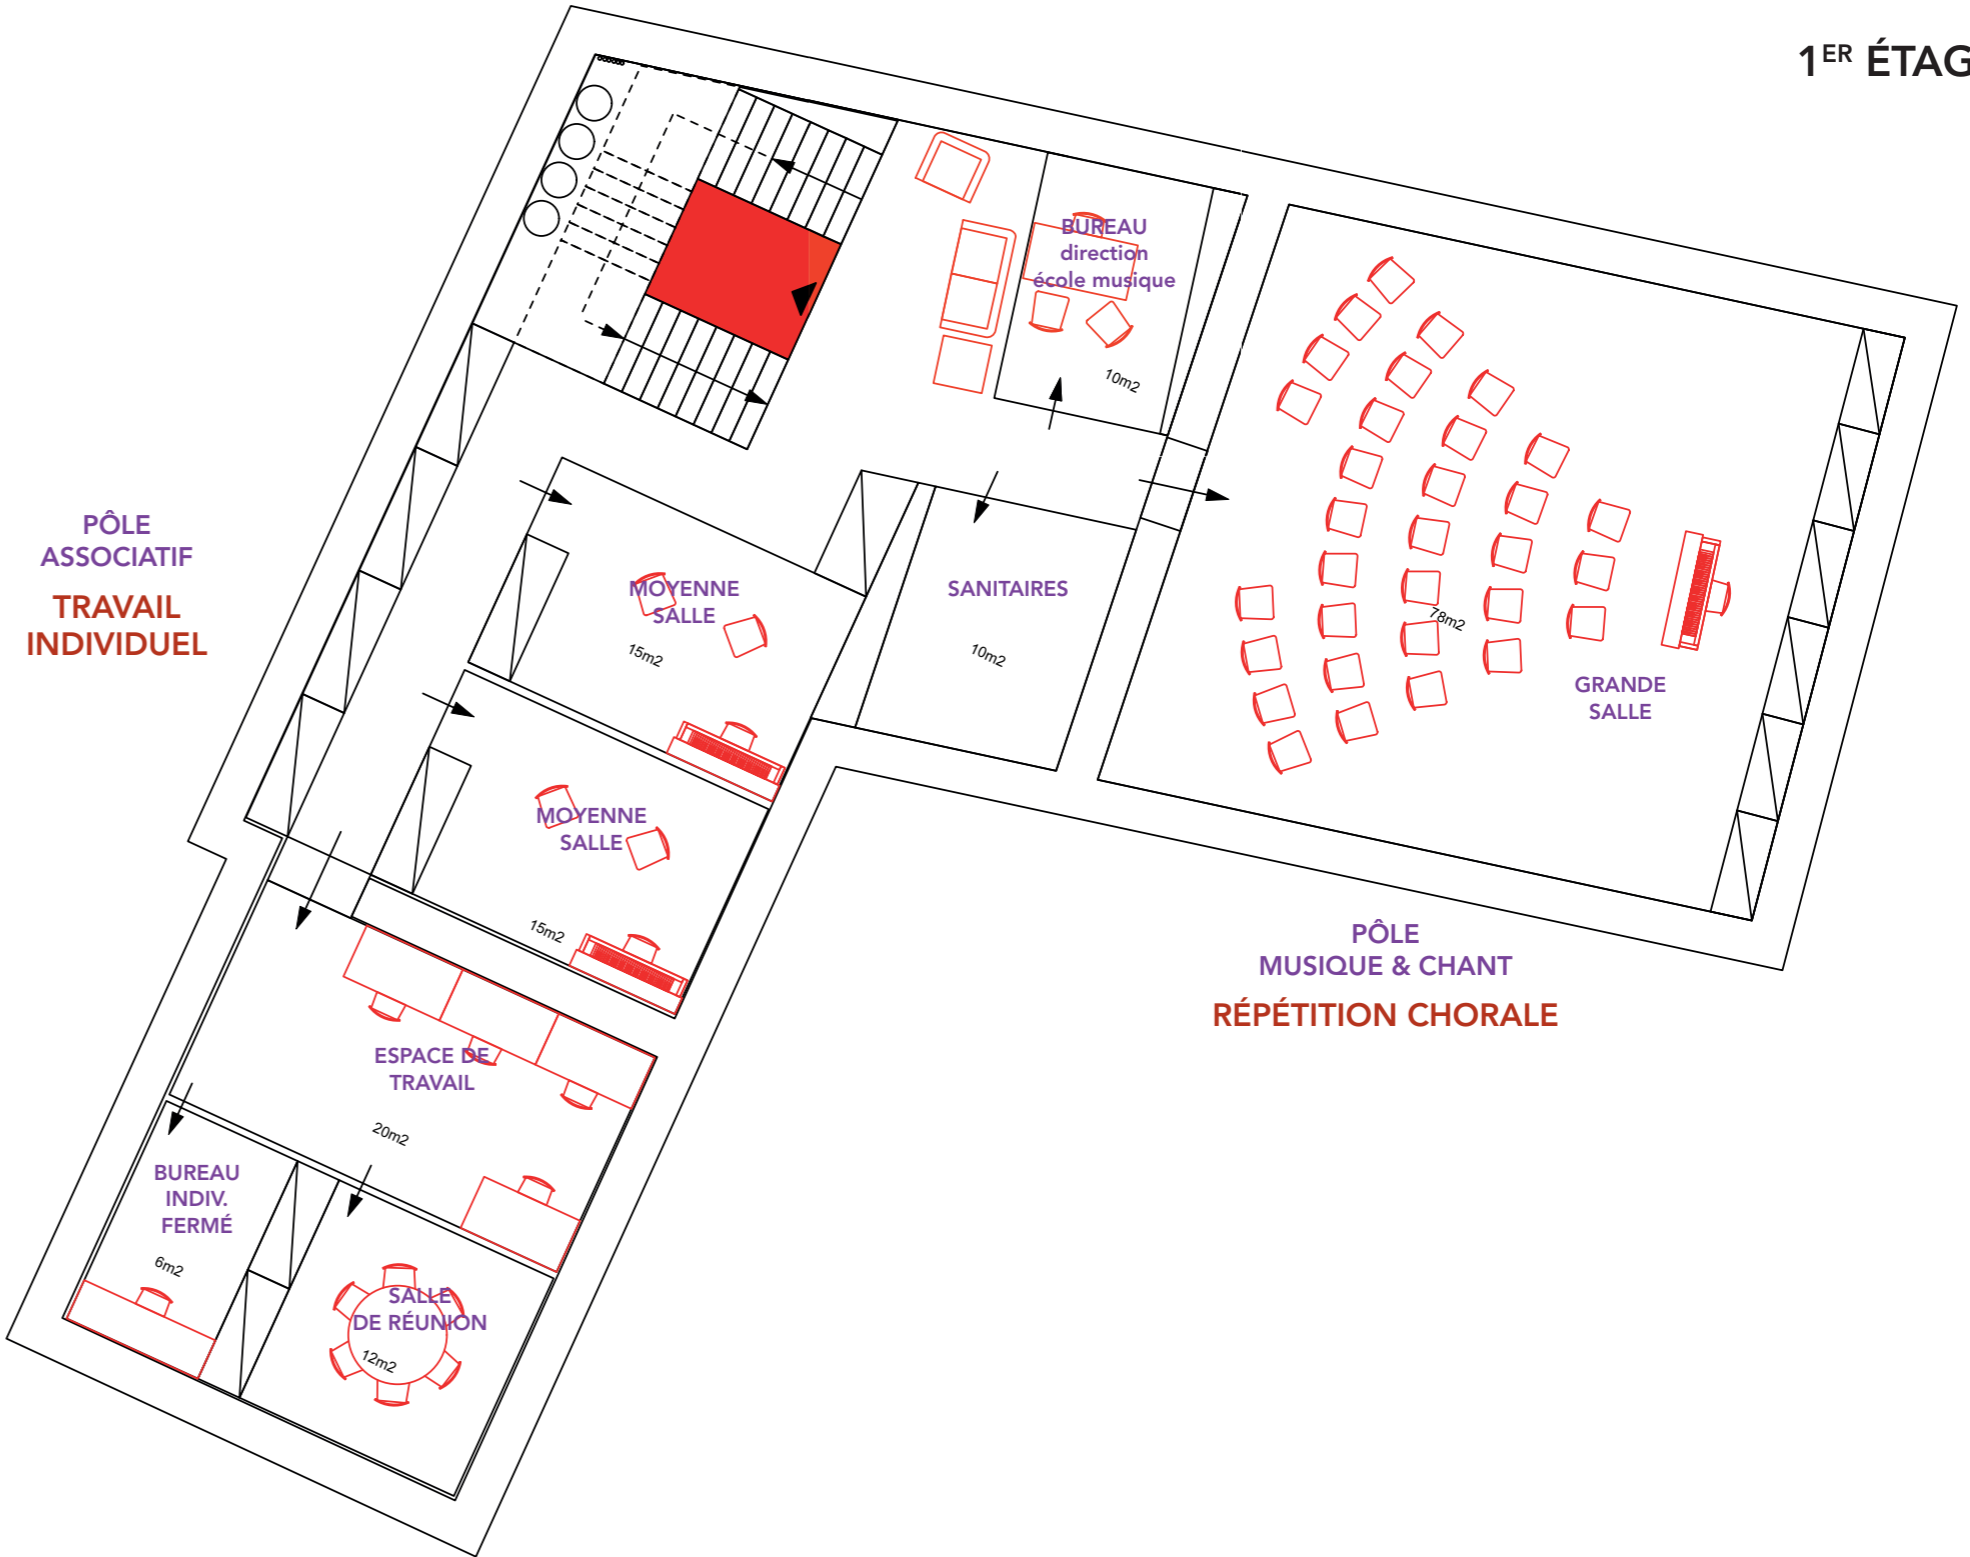 1ER ÉTAG
BUREAU
direction
école musique
10m2
PÔLE
ASSOCIATIF
TRAVAIL
INDIVIDUEL
MOYENNE
SALLE
15m2
SANITAIRES
10m2
78m2
GRANDE
SALLE
MOYENNE
SALLE
15m2
PÔLE
MUSIQUE & CHANT
RÉPÉTITION CHORALE
ESPACE DE
TRAVAIL
20m2
BUREAU
INDIV.
FERMÉ
6m2
SALLE
DE RÉUNION
12m2